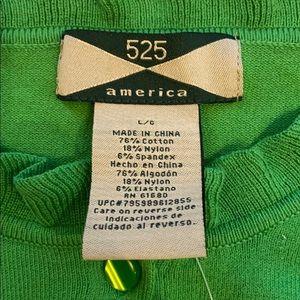 525
america
L/G
MADE IN CHINA
76% Cotton
18% Nylon
6% Spandex
Hecho En China
76% Algodón
18% Nylon
6% Elastano
RN 61680
UPC#795989612855
Care on reverse side
Indicaciones de
cuidado al reverso.